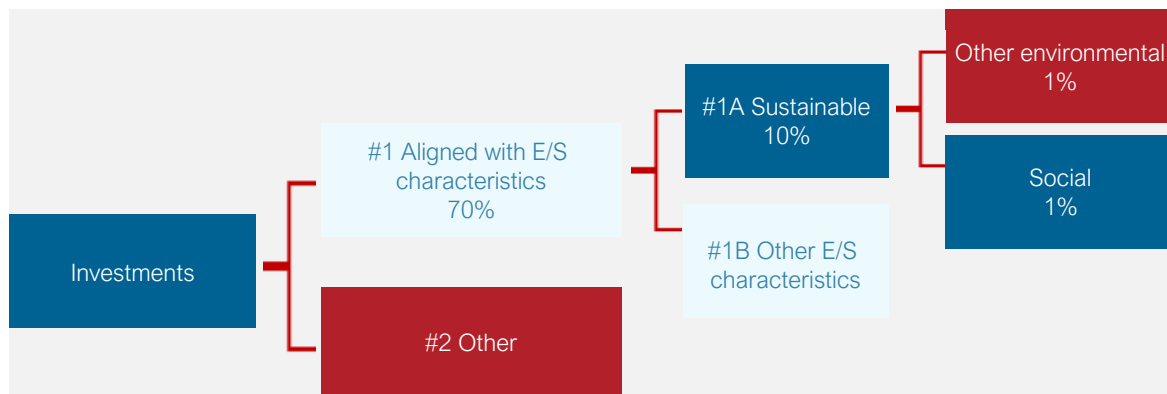 Investments
#1 Aligned with E/S
characteristics
70%
#2 Other
#1A Sustainable
10%
#1B Other E/S
characteristics
Other environmental
1%
Social
1%